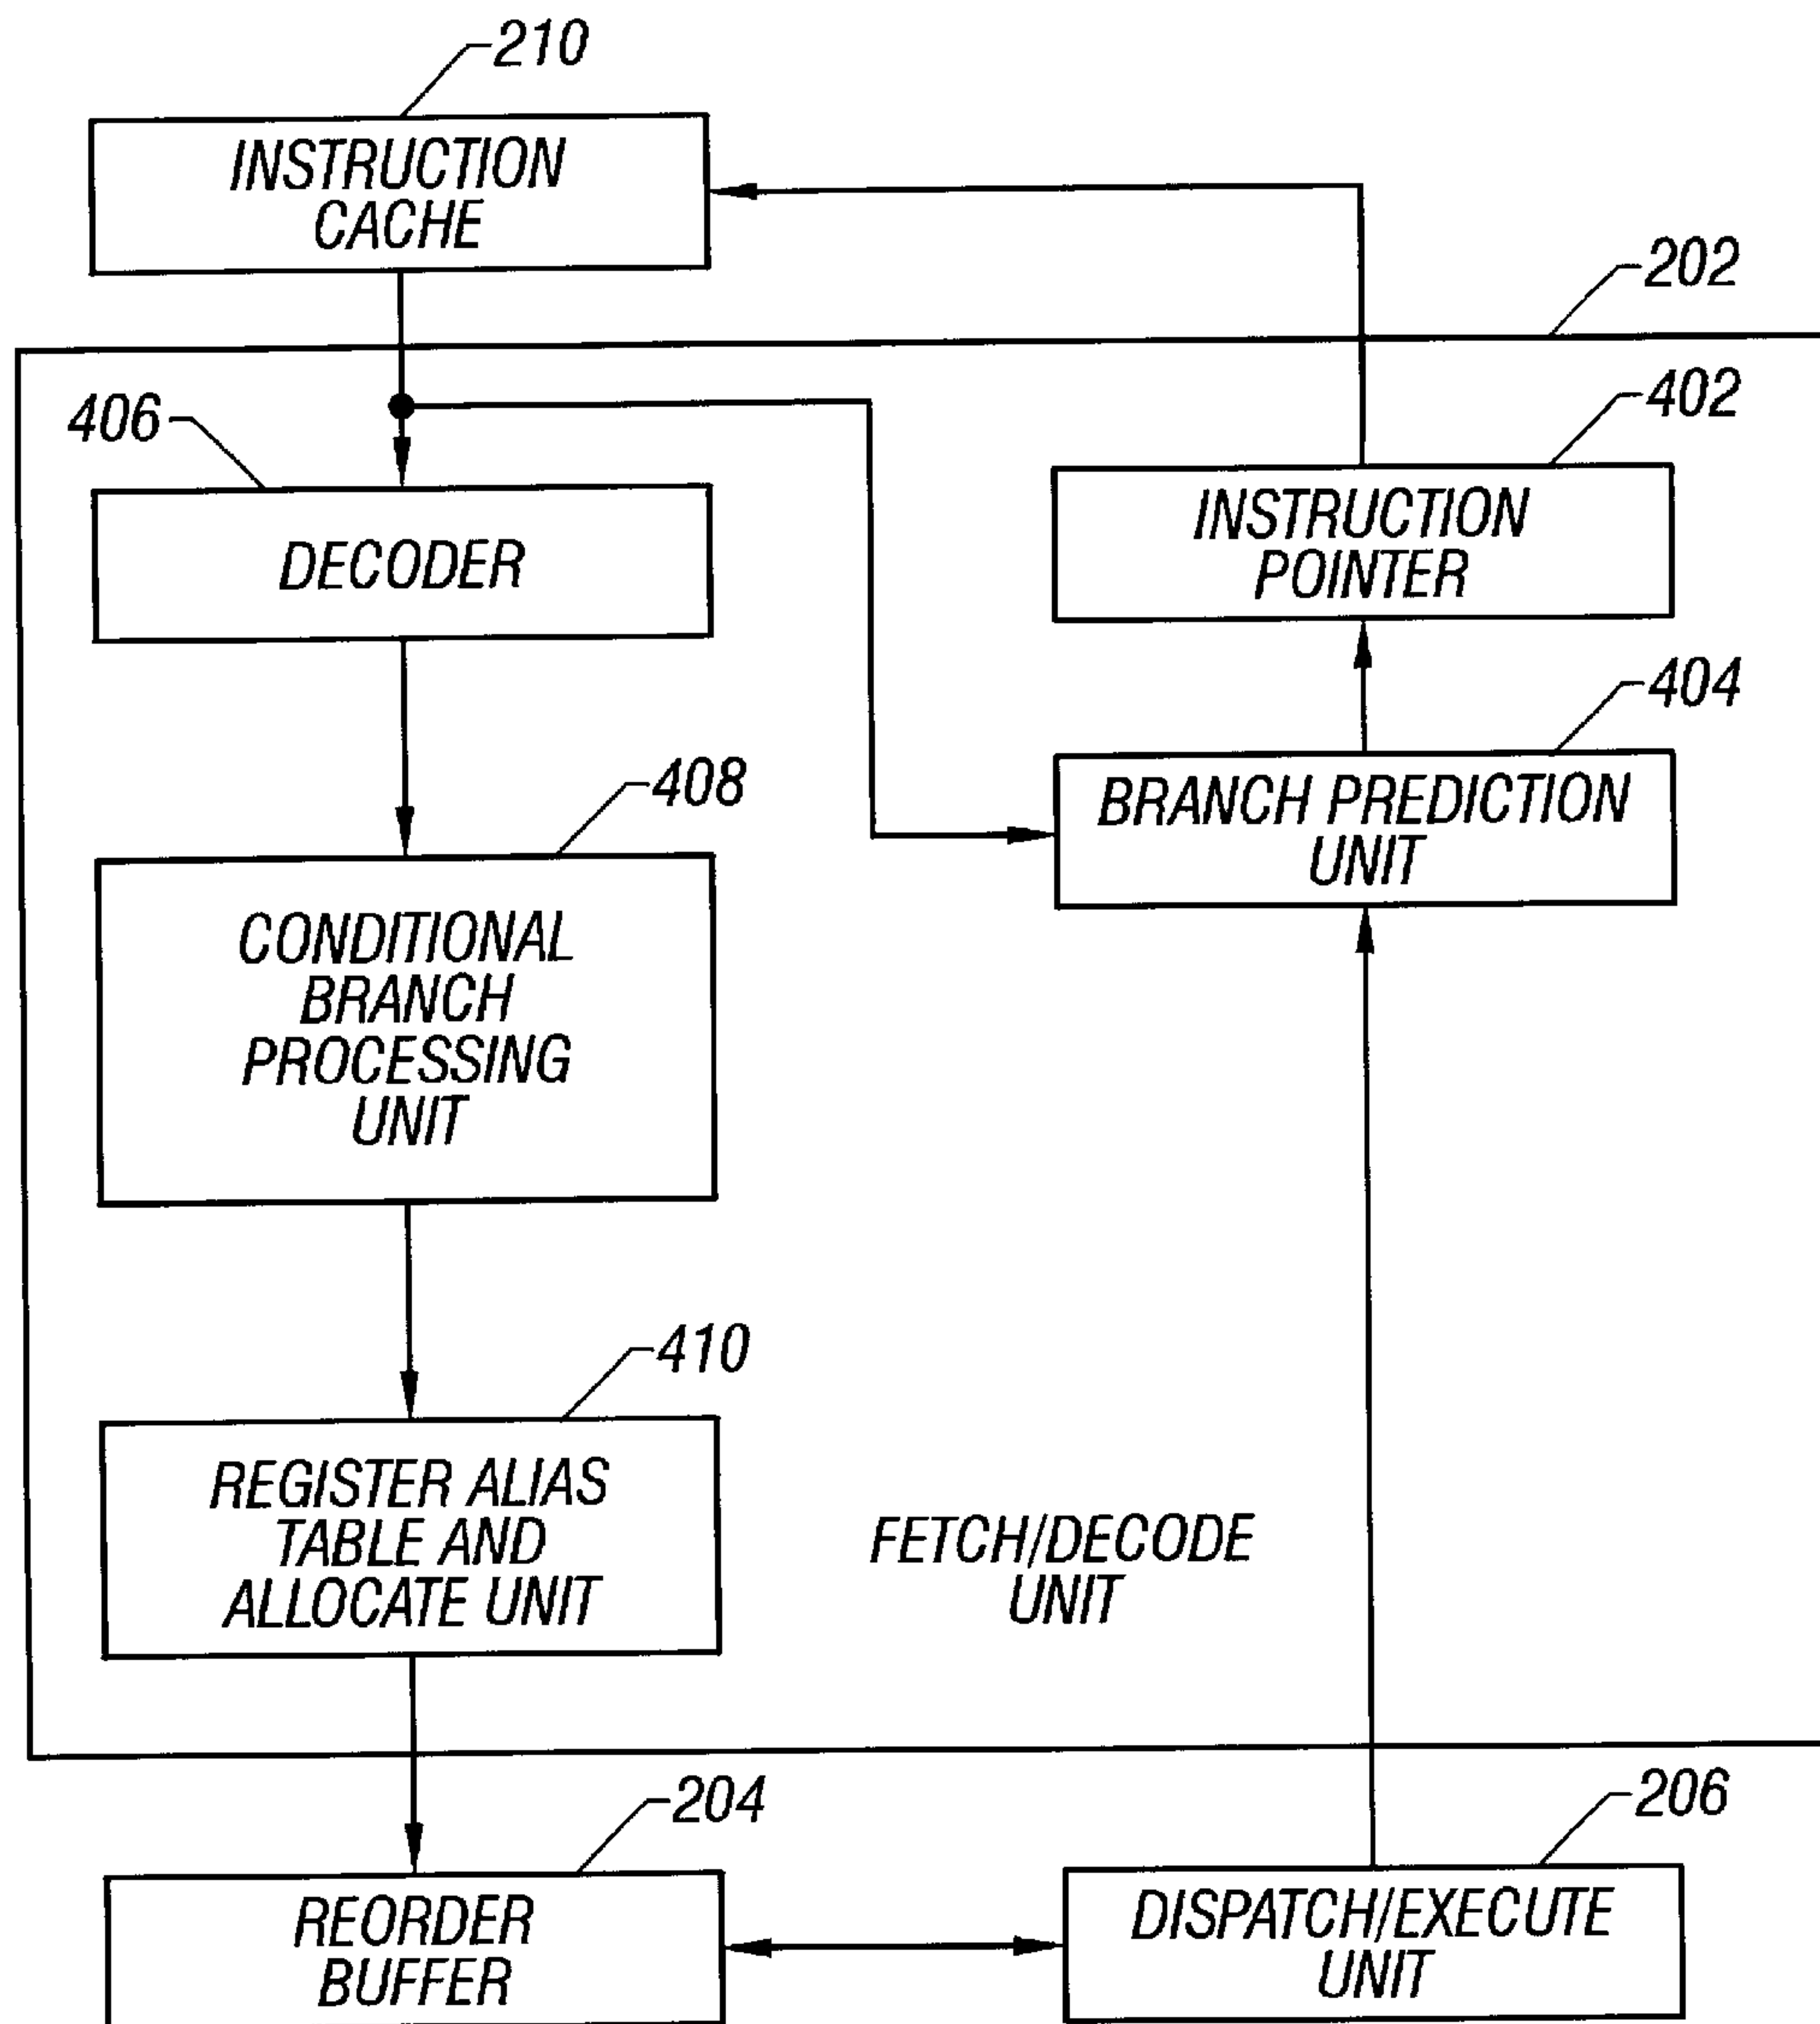 210
INSTRUCTION
CACHE
202
402
406
INSTRUCTION
POINTER
DECODER
404
408
BRANCH PREDICTION
UNIT
CONDITIONAL
BRANCH
PROCESSING
UNIT
410
REGISTER ALIAS
TABLE AND
ALLOCATE UNIT
FETCH/DECODE
UNIT
204
206
REORDER
BUFFER
DISPATCH/EXECUTE
UNIT